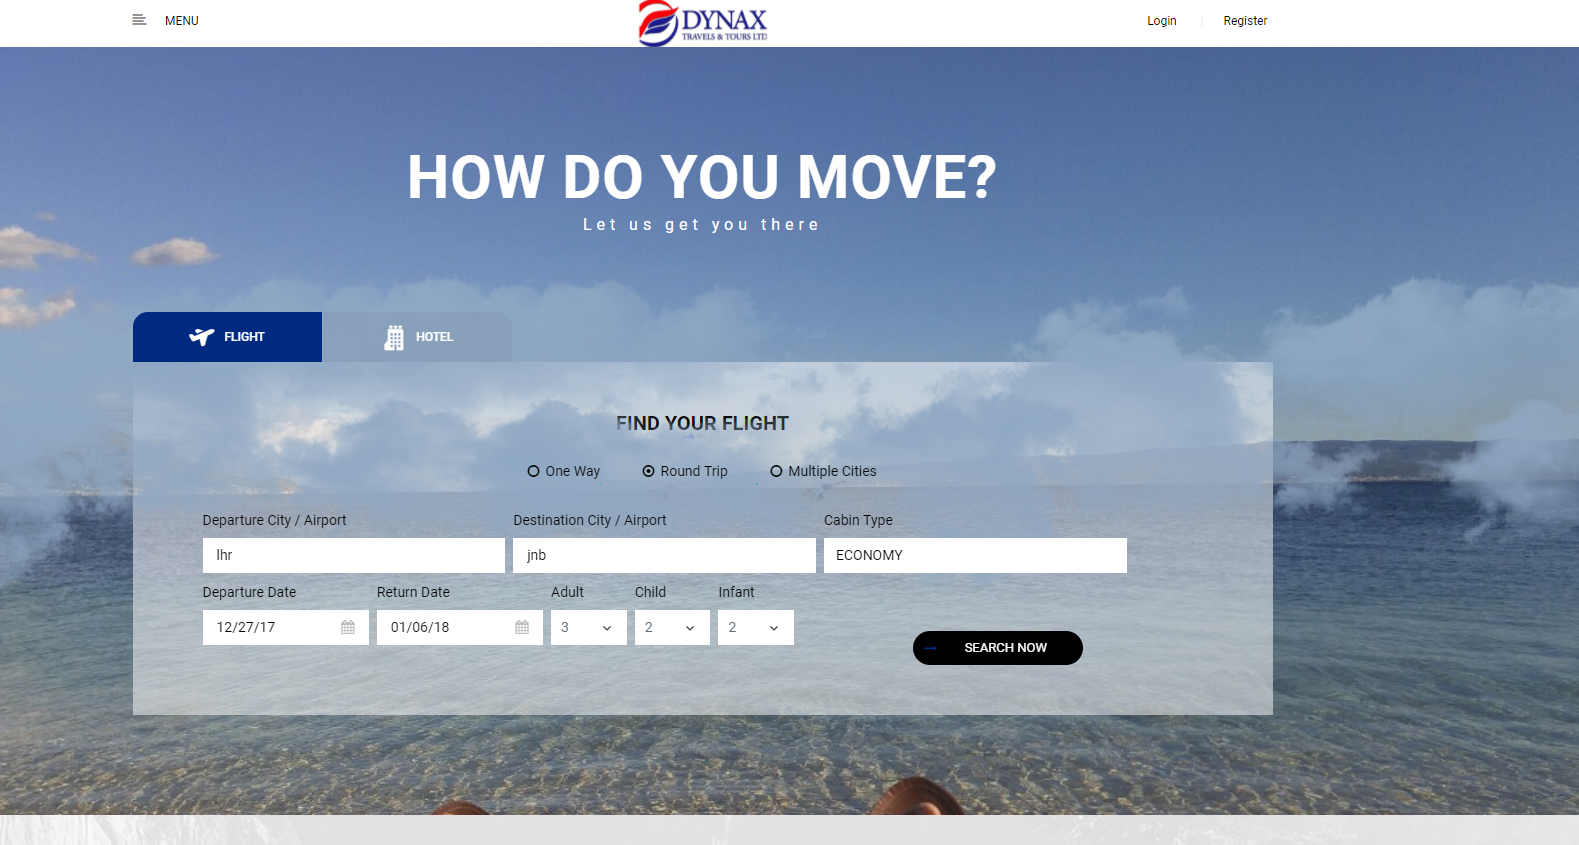 MENU
DYNAX
TRAVELS & TOURS LTD
Login
Register
HOW DO YOU MOVE?
Let us get you there
FLIGHT
HOTEL
FIND YOUR FLIGHT
One Way
Round Trip
Multiple Cities
Departure City / Airport
Destination City / Airport
Cabin Type
lhr
jnb
ECONOMY
Departure Date
Return Date
Adult
Child
Infant
12/27/17
01/06/18
3
2
2
SEARCH NOW